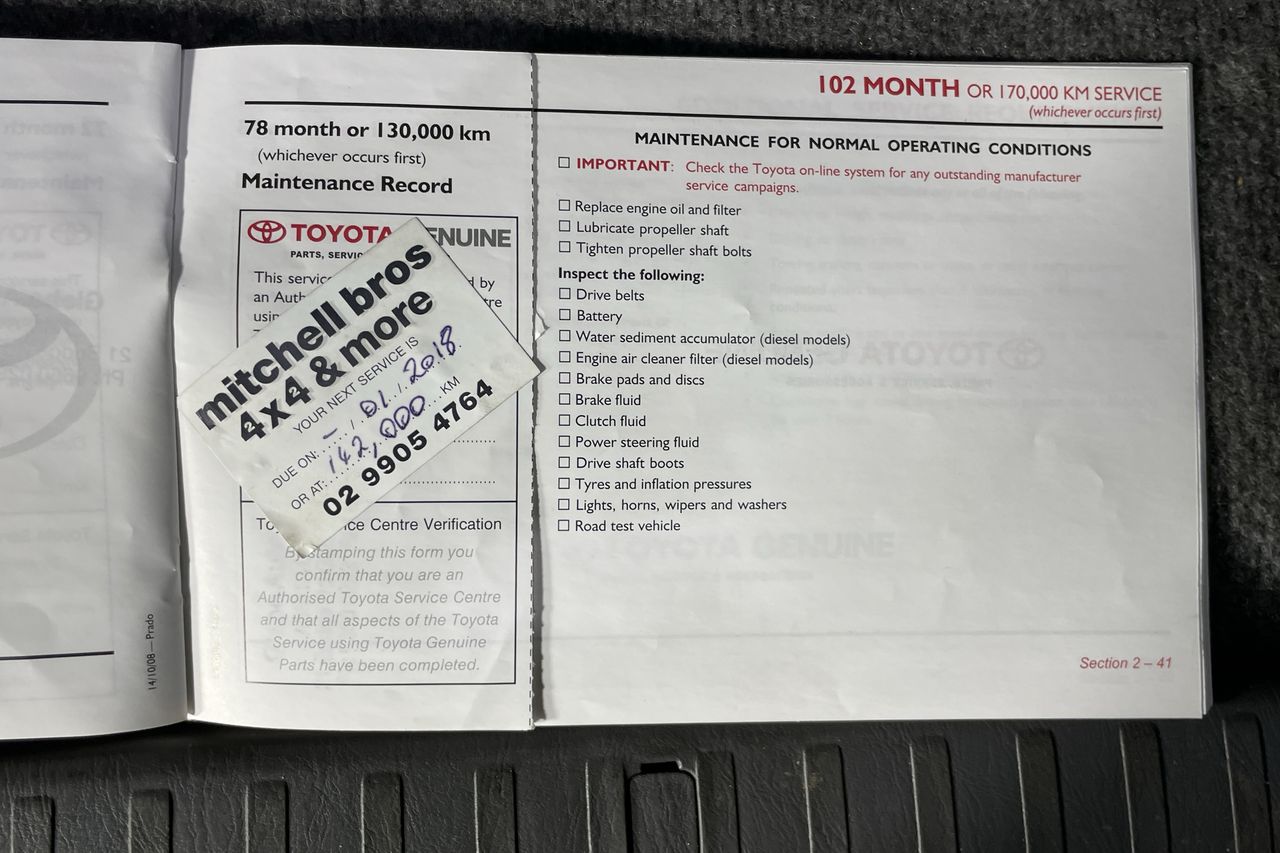 78 month or 130,000 km
(whichever occurs first)
Maintenance Record
TOYOTA GENUINE
PARTS, SERVIC
This servic d by
an Auth tre
usin
mitchell bros
4x4 & more
YOUR NEXT SERVICE IS
DUE ON: – / 01 / 2018
OR AT: 142,000 KM
02 9905 4764
To ice Centre Verification
By stamping this form you
confirm that you are an
Authorised Toyota Service Centre
and that all aspects of the Toyota
Service using Toyota Genuine
Parts have been completed.
14/10/08 — Prado
102 MONTH OR 170,000 KM SERVICE
(whichever occurs first)
MAINTENANCE FOR NORMAL OPERATING CONDITIONS
IMPORTANT: Check the Toyota on-line system for any outstanding manufacturer
service campaigns.
Replace engine oil and filter
Lubricate propeller shaft
Tighten propeller shaft bolts
Inspect the following:
Drive belts
Battery
Water sediment accumulator (diesel models)
Engine air cleaner filter (diesel models)
Brake pads and discs
Brake fluid
Clutch fluid
Power steering fluid
Drive shaft boots
Tyres and inflation pressures
Lights, horns, wipers and washers
Road test vehicle
Section 2 – 41